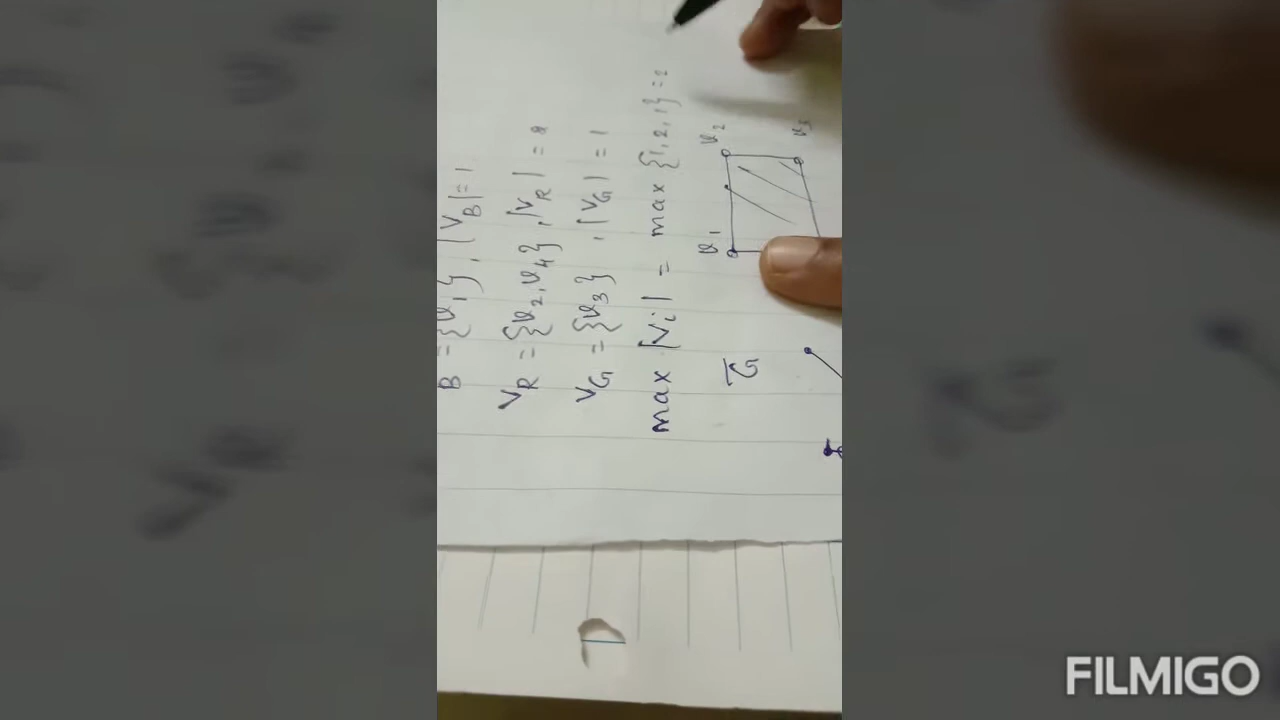 B = {v1}, |VB| = 1
VR = {v2, v4}, |VR| = 2
VG = {v3}, |VG| = 1
max |Vi| = max {1, 2, 1} = 2
G̅
v1
v2
v3
FILMIGO